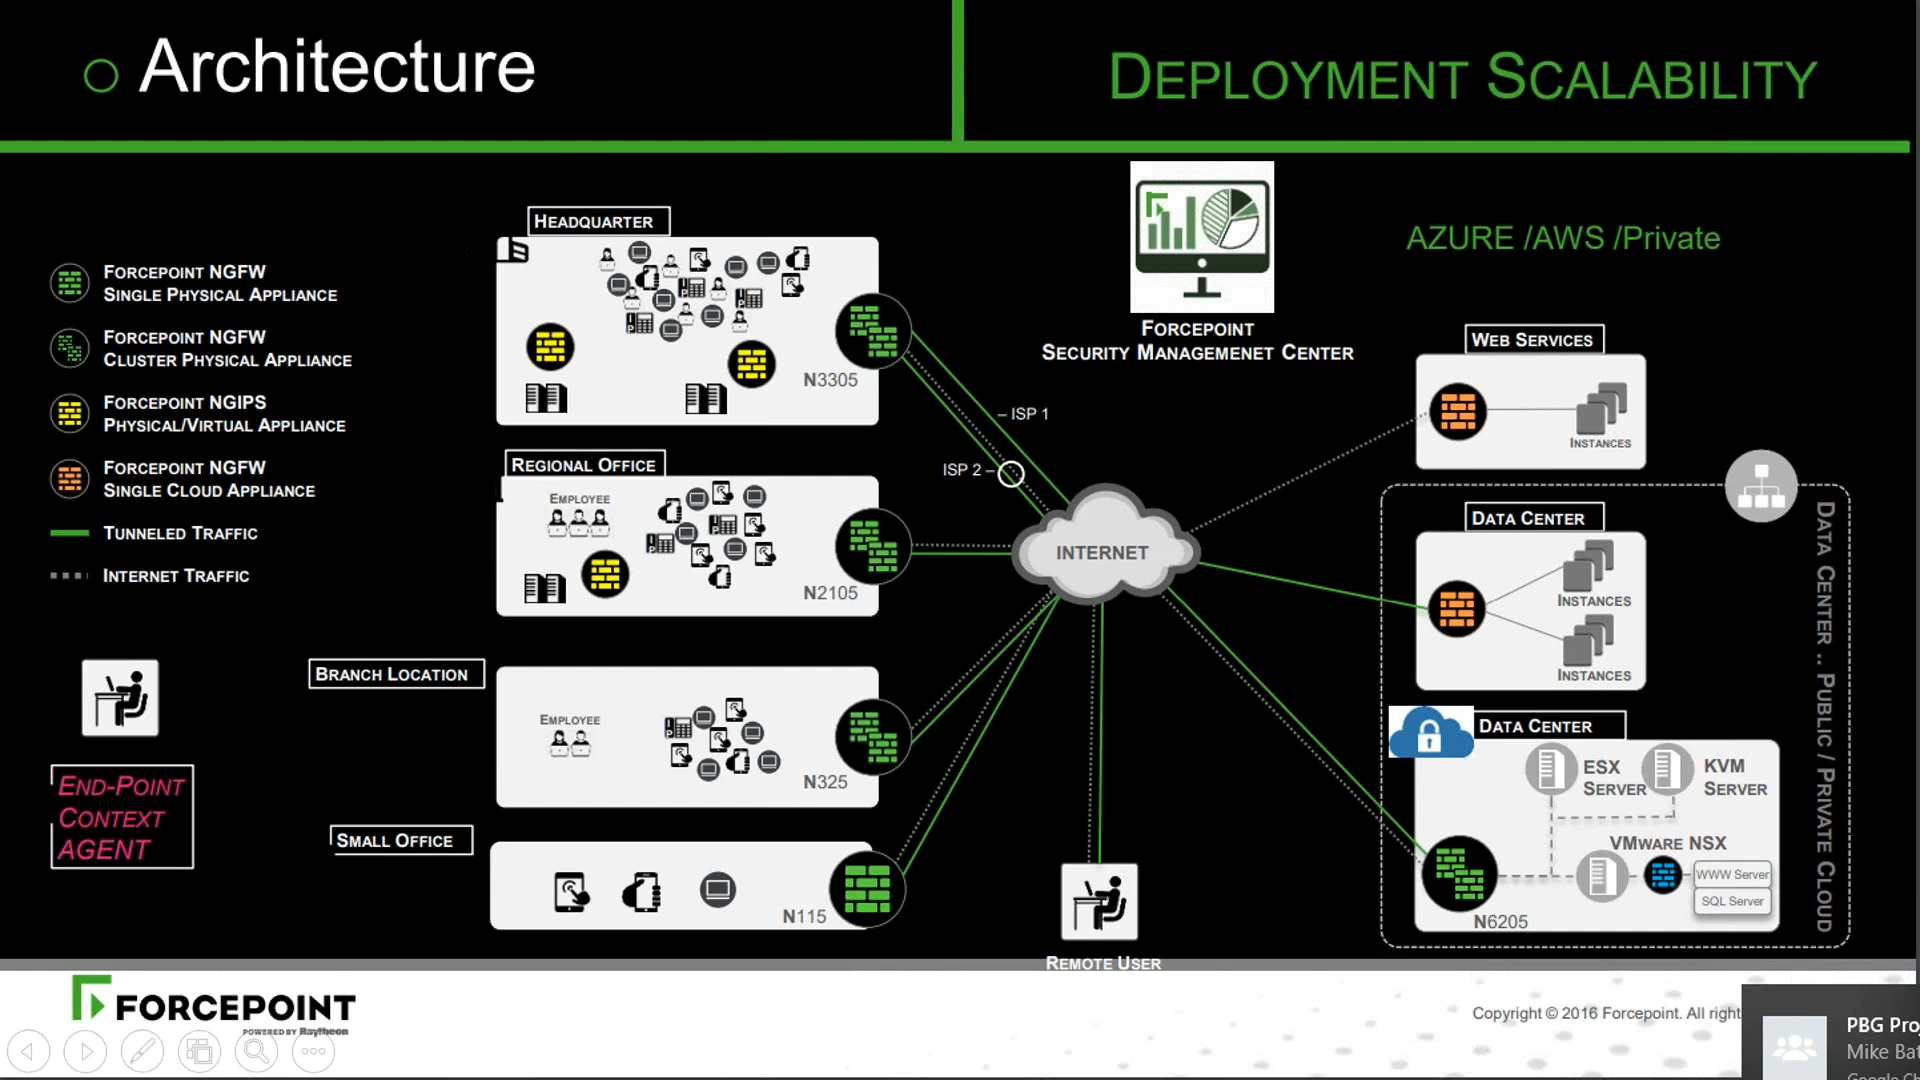 Architecture
DEPLOYMENT SCALABILITY
FORCEPOINT NGFW
SINGLE PHYSICAL APPLIANCE
FORCEPOINT NGFW
CLUSTER PHYSICAL APPLIANCE
FORCEPOINT NGIPS
PHYSICAL/VIRTUAL APPLIANCE
FORCEPOINT NGFW
SINGLE CLOUD APPLIANCE
TUNNELED TRAFFIC
INTERNET TRAFFIC
END-POINT
CONTEXT
AGENT
HEADQUARTER
N3305
REGIONAL OFFICE
EMPLOYEE
N2105
BRANCH LOCATION
EMPLOYEE
N325
SMALL OFFICE
N115
ISP 1
ISP 2
INTERNET
FORCEPOINT
SECURITY MANAGEMENET CENTER
REMOTE USER
AZURE /AWS /Private
WEB SERVICES
INSTANCES
DATA CENTER
INSTANCES
INSTANCES
DATA CENTER
ESX
SERVER
KVM
SERVER
VMWARE NSX
WWW Server
SQL Server
N6205
DATA CENTER .. PUBLIC / PRIVATE CLOUD
FORCEPOINT
POWERED BY Raytheon
Copyright © 2016 Forcepoint. All right
PBG Pro
Mike Bat